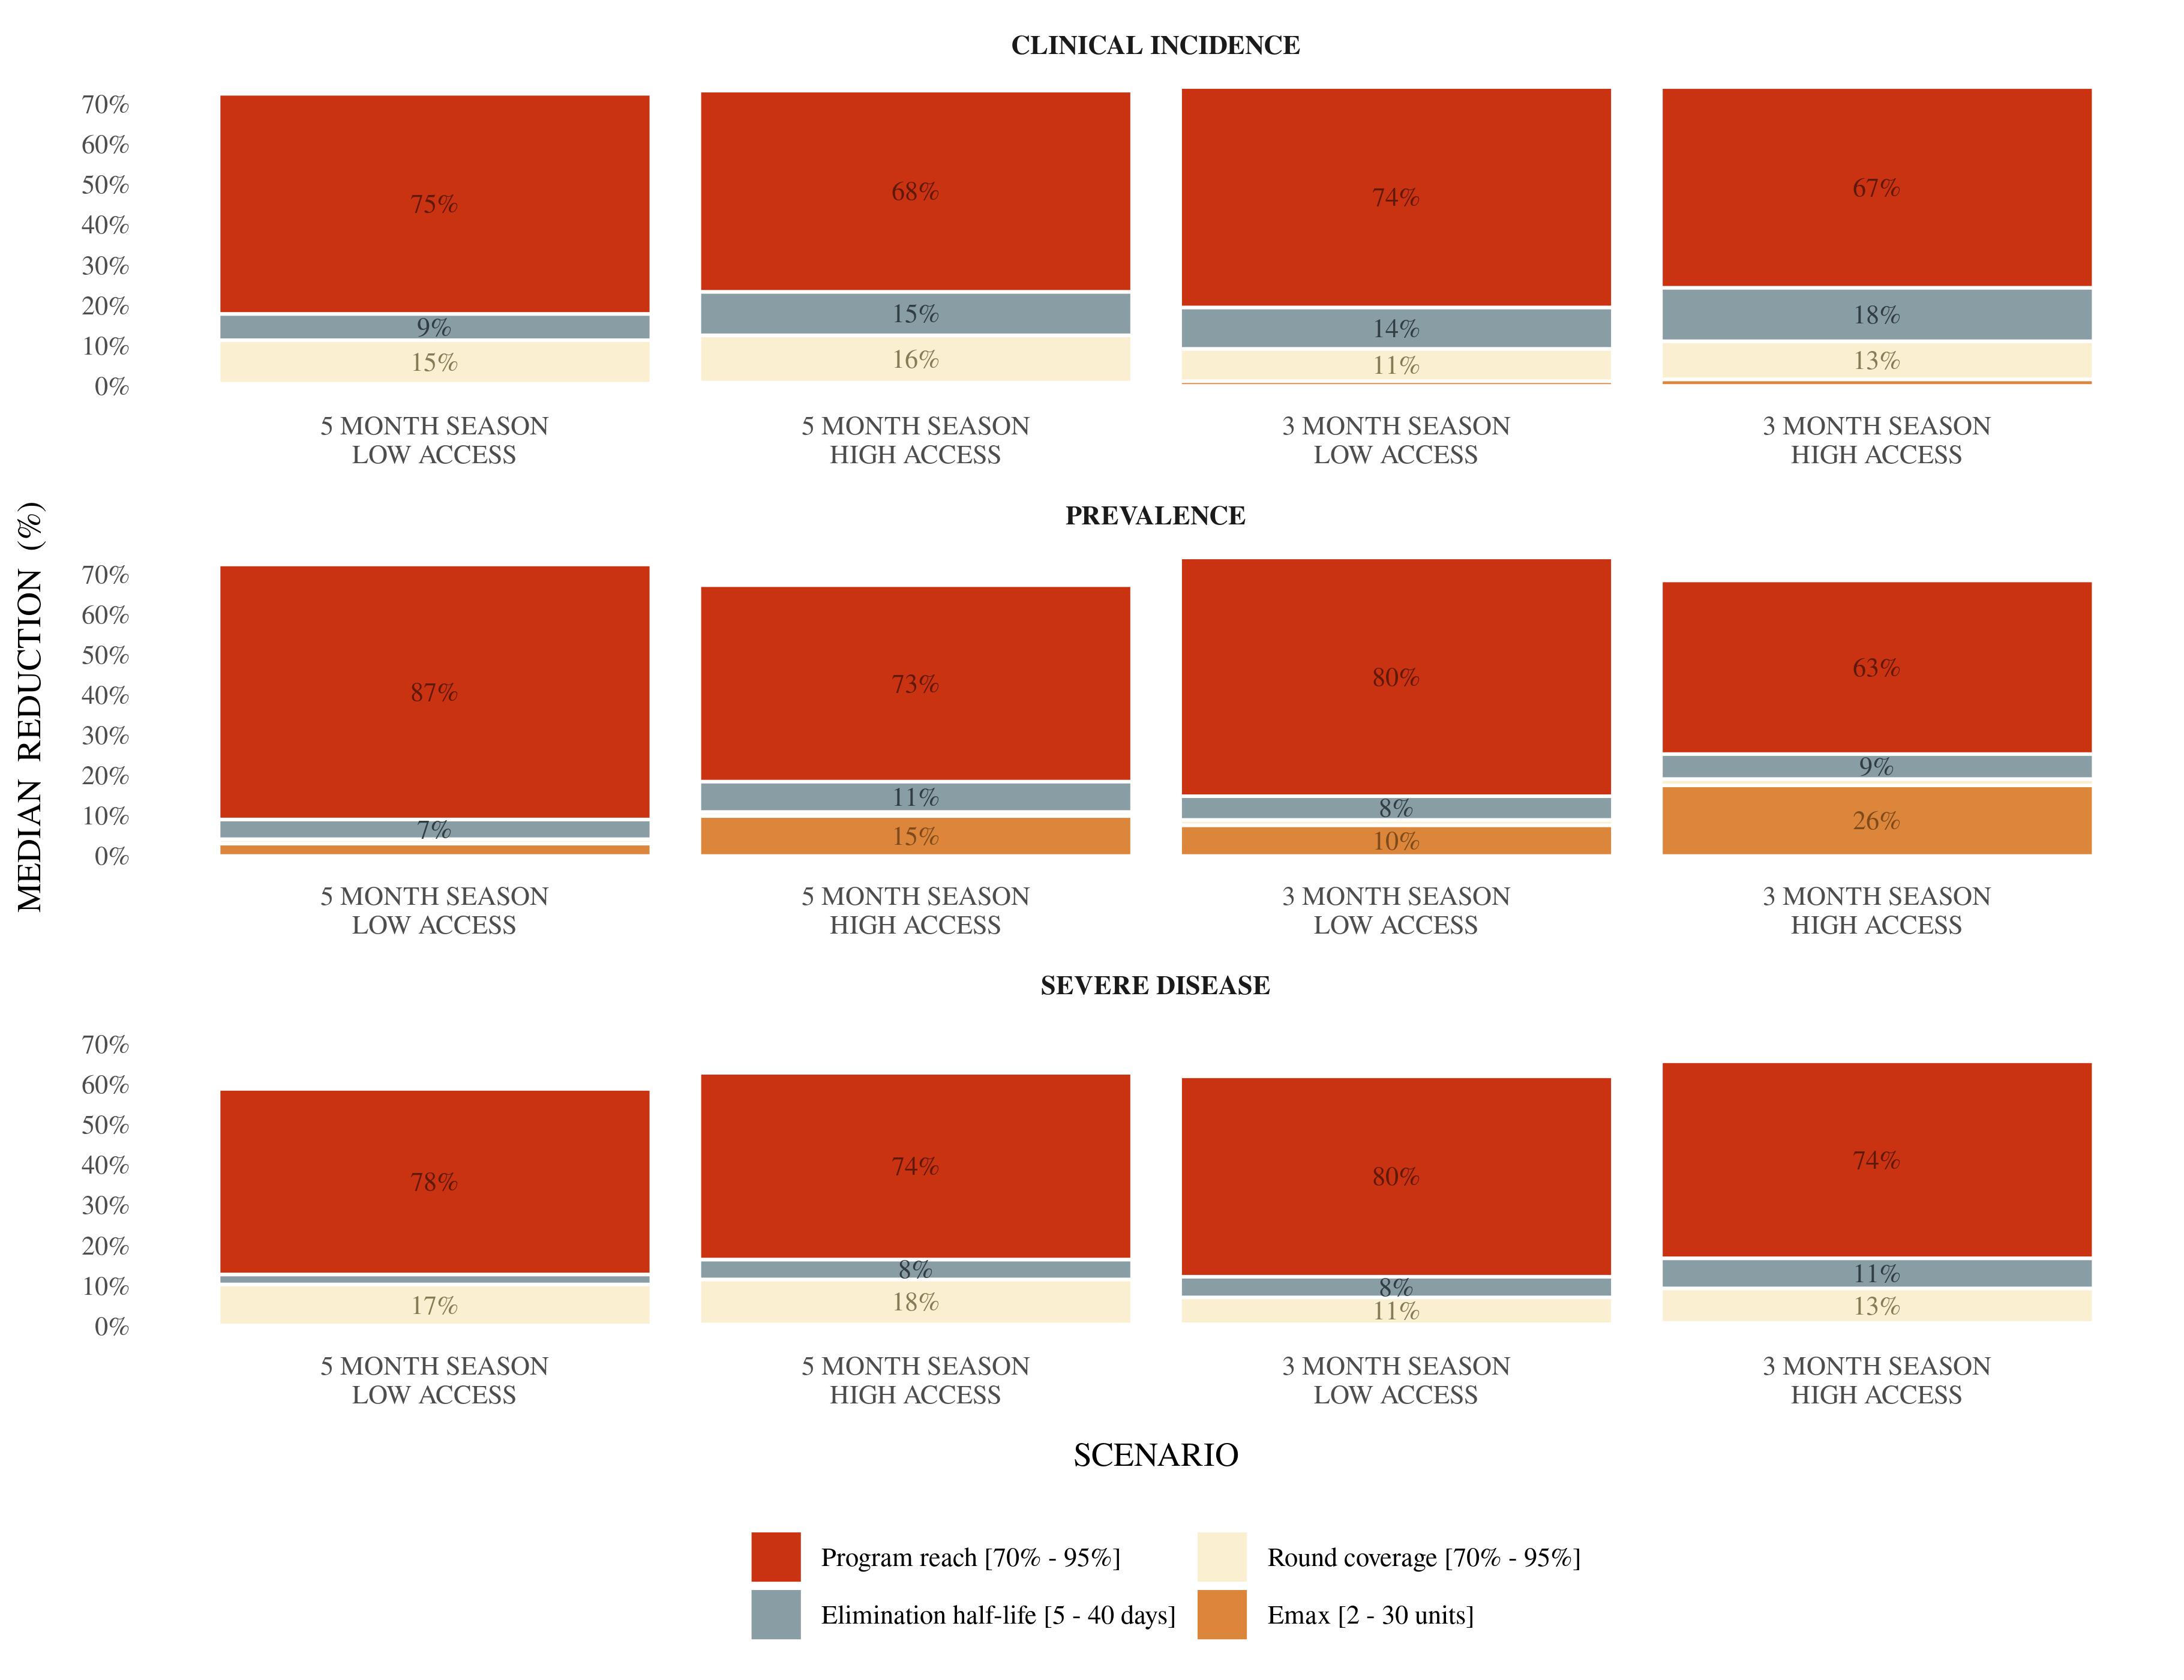 CLINICAL INCIDENCE
70%
60%
50%
40%
30%
20%
10%
0%
75%
9%
15%
68%
15%
16%
74%
14%
11%
67%
18%
13%
5 MONTH SEASON
LOW ACCESS
5 MONTH SEASON
HIGH ACCESS
3 MONTH SEASON
LOW ACCESS
3 MONTH SEASON
HIGH ACCESS
MEDIAN REDUCTION (%)
PREVALENCE
70%
60%
50%
40%
30%
20%
10%
0%
87%
7%
73%
11%
15%
80%
8%
10%
63%
9%
26%
5 MONTH SEASON
LOW ACCESS
5 MONTH SEASON
HIGH ACCESS
3 MONTH SEASON
LOW ACCESS
3 MONTH SEASON
HIGH ACCESS
SEVERE DISEASE
70%
60%
50%
40%
30%
20%
10%
0%
78%
17%
74%
8%
18%
80%
8%
11%
74%
11%
13%
5 MONTH SEASON
LOW ACCESS
5 MONTH SEASON
HIGH ACCESS
3 MONTH SEASON
LOW ACCESS
3 MONTH SEASON
HIGH ACCESS
SCENARIO
Program reach [70% - 95%]
Round coverage [70% - 95%]
Elimination half-life [5 - 40 days]
Emax [2 - 30 units]